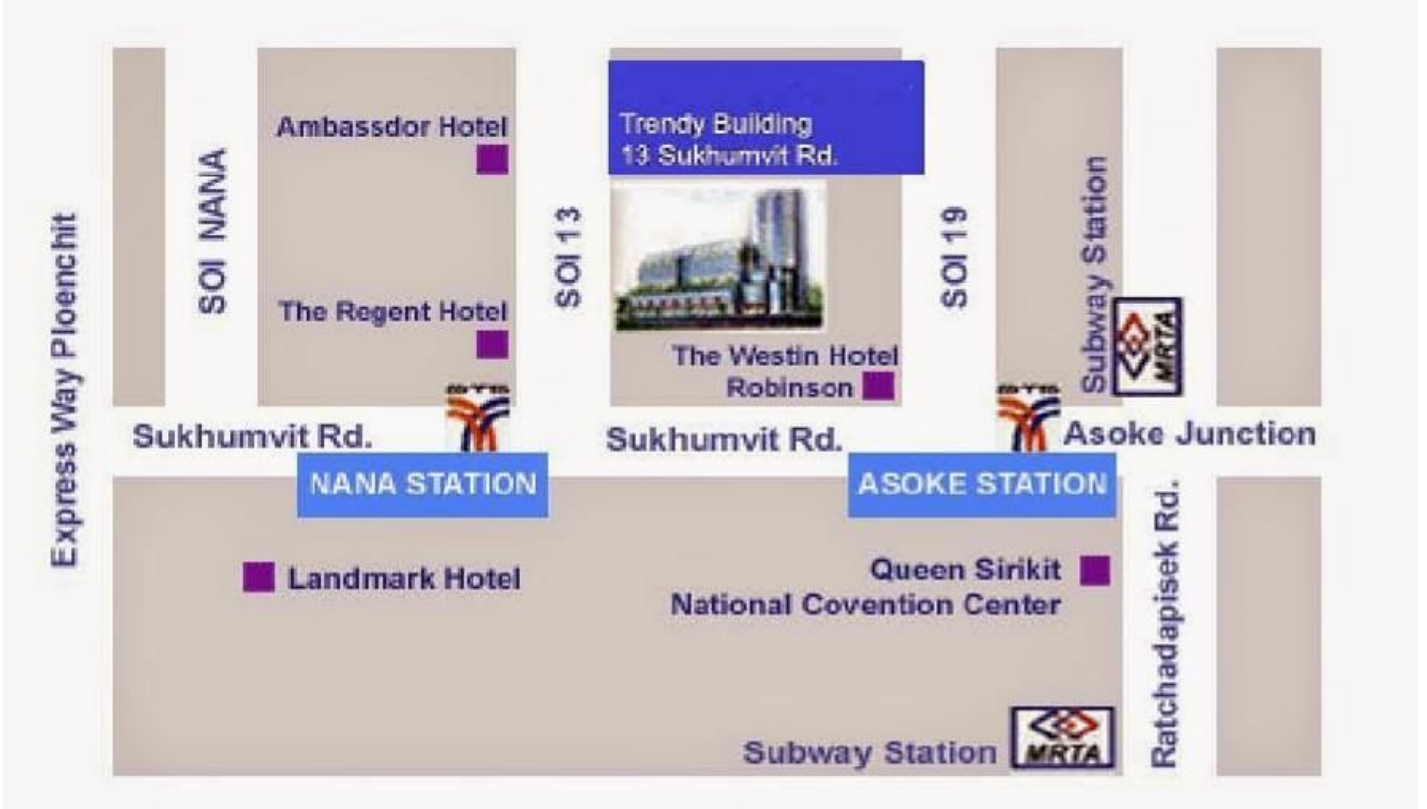 Ambassdor Hotel
Trendy Building
13 Sukhumvit Rd.
SOI NANA
SOI 13
SOI 19
Subway Station
MRTA
Express Way Ploenchit
The Regent Hotel
The Westin Hotel
Robinson
Sukhumvit Rd.
Sukhumvit Rd.
Asoke Junction
NANA STATION
ASOKE STATION
Landmark Hotel
Queen Sirikit
National Covention Center
Ratchadapisek Rd.
Subway Station
MRTA